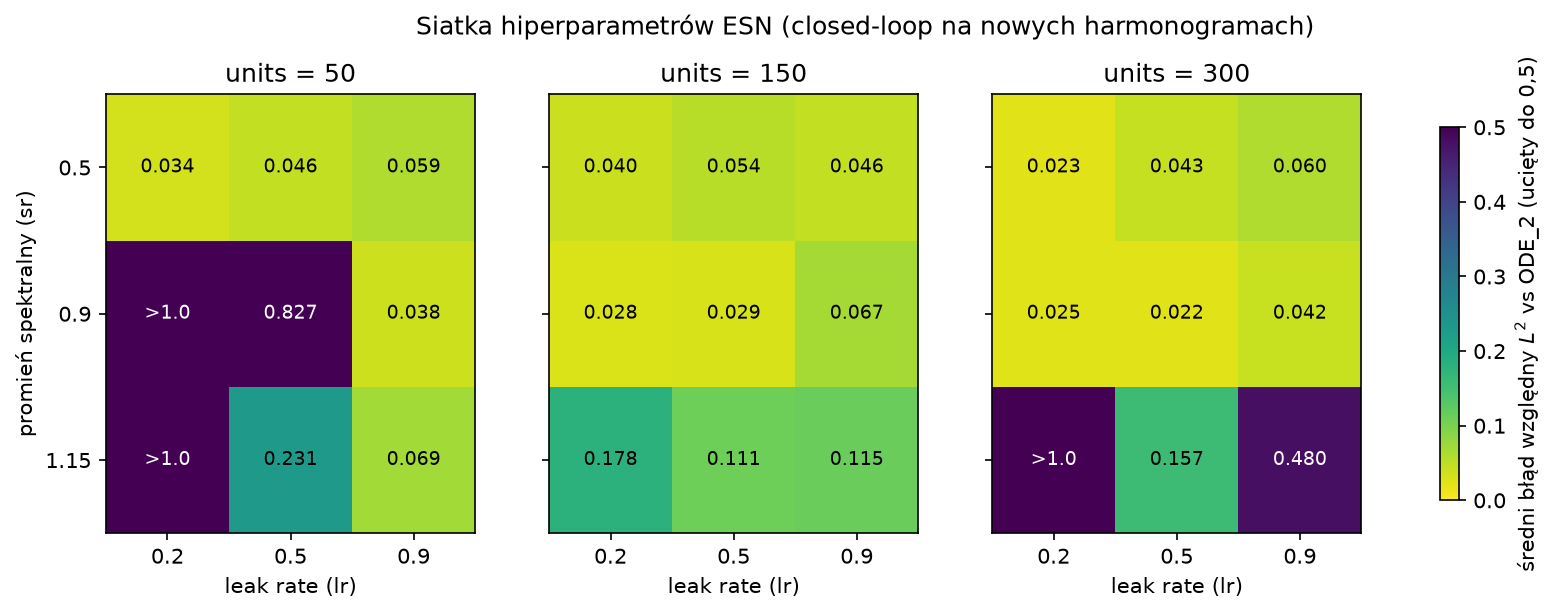 Siatka hiperparametrów ESN (closed-loop na nowych harmonogramach)
units = 50
units = 150
units = 300
promień spektralny (sr)
0.5
0.9
1.15
0.034 0.046 0.059
>1.0 0.827 0.038
>1.0 0.231 0.069
0.2 0.5 0.9
leak rate (lr)
0.040 0.054 0.046
0.028 0.029 0.067
0.178 0.111 0.115
0.2 0.5 0.9
leak rate (lr)
0.023 0.043 0.060
0.025 0.022 0.042
>1.0 0.157 0.480
0.2 0.5 0.9
leak rate (lr)
0.5
0.4
0.3
0.2
0.1
0.0
średni błąd względny L² vs ODE_2 (ucięty do 0,5)